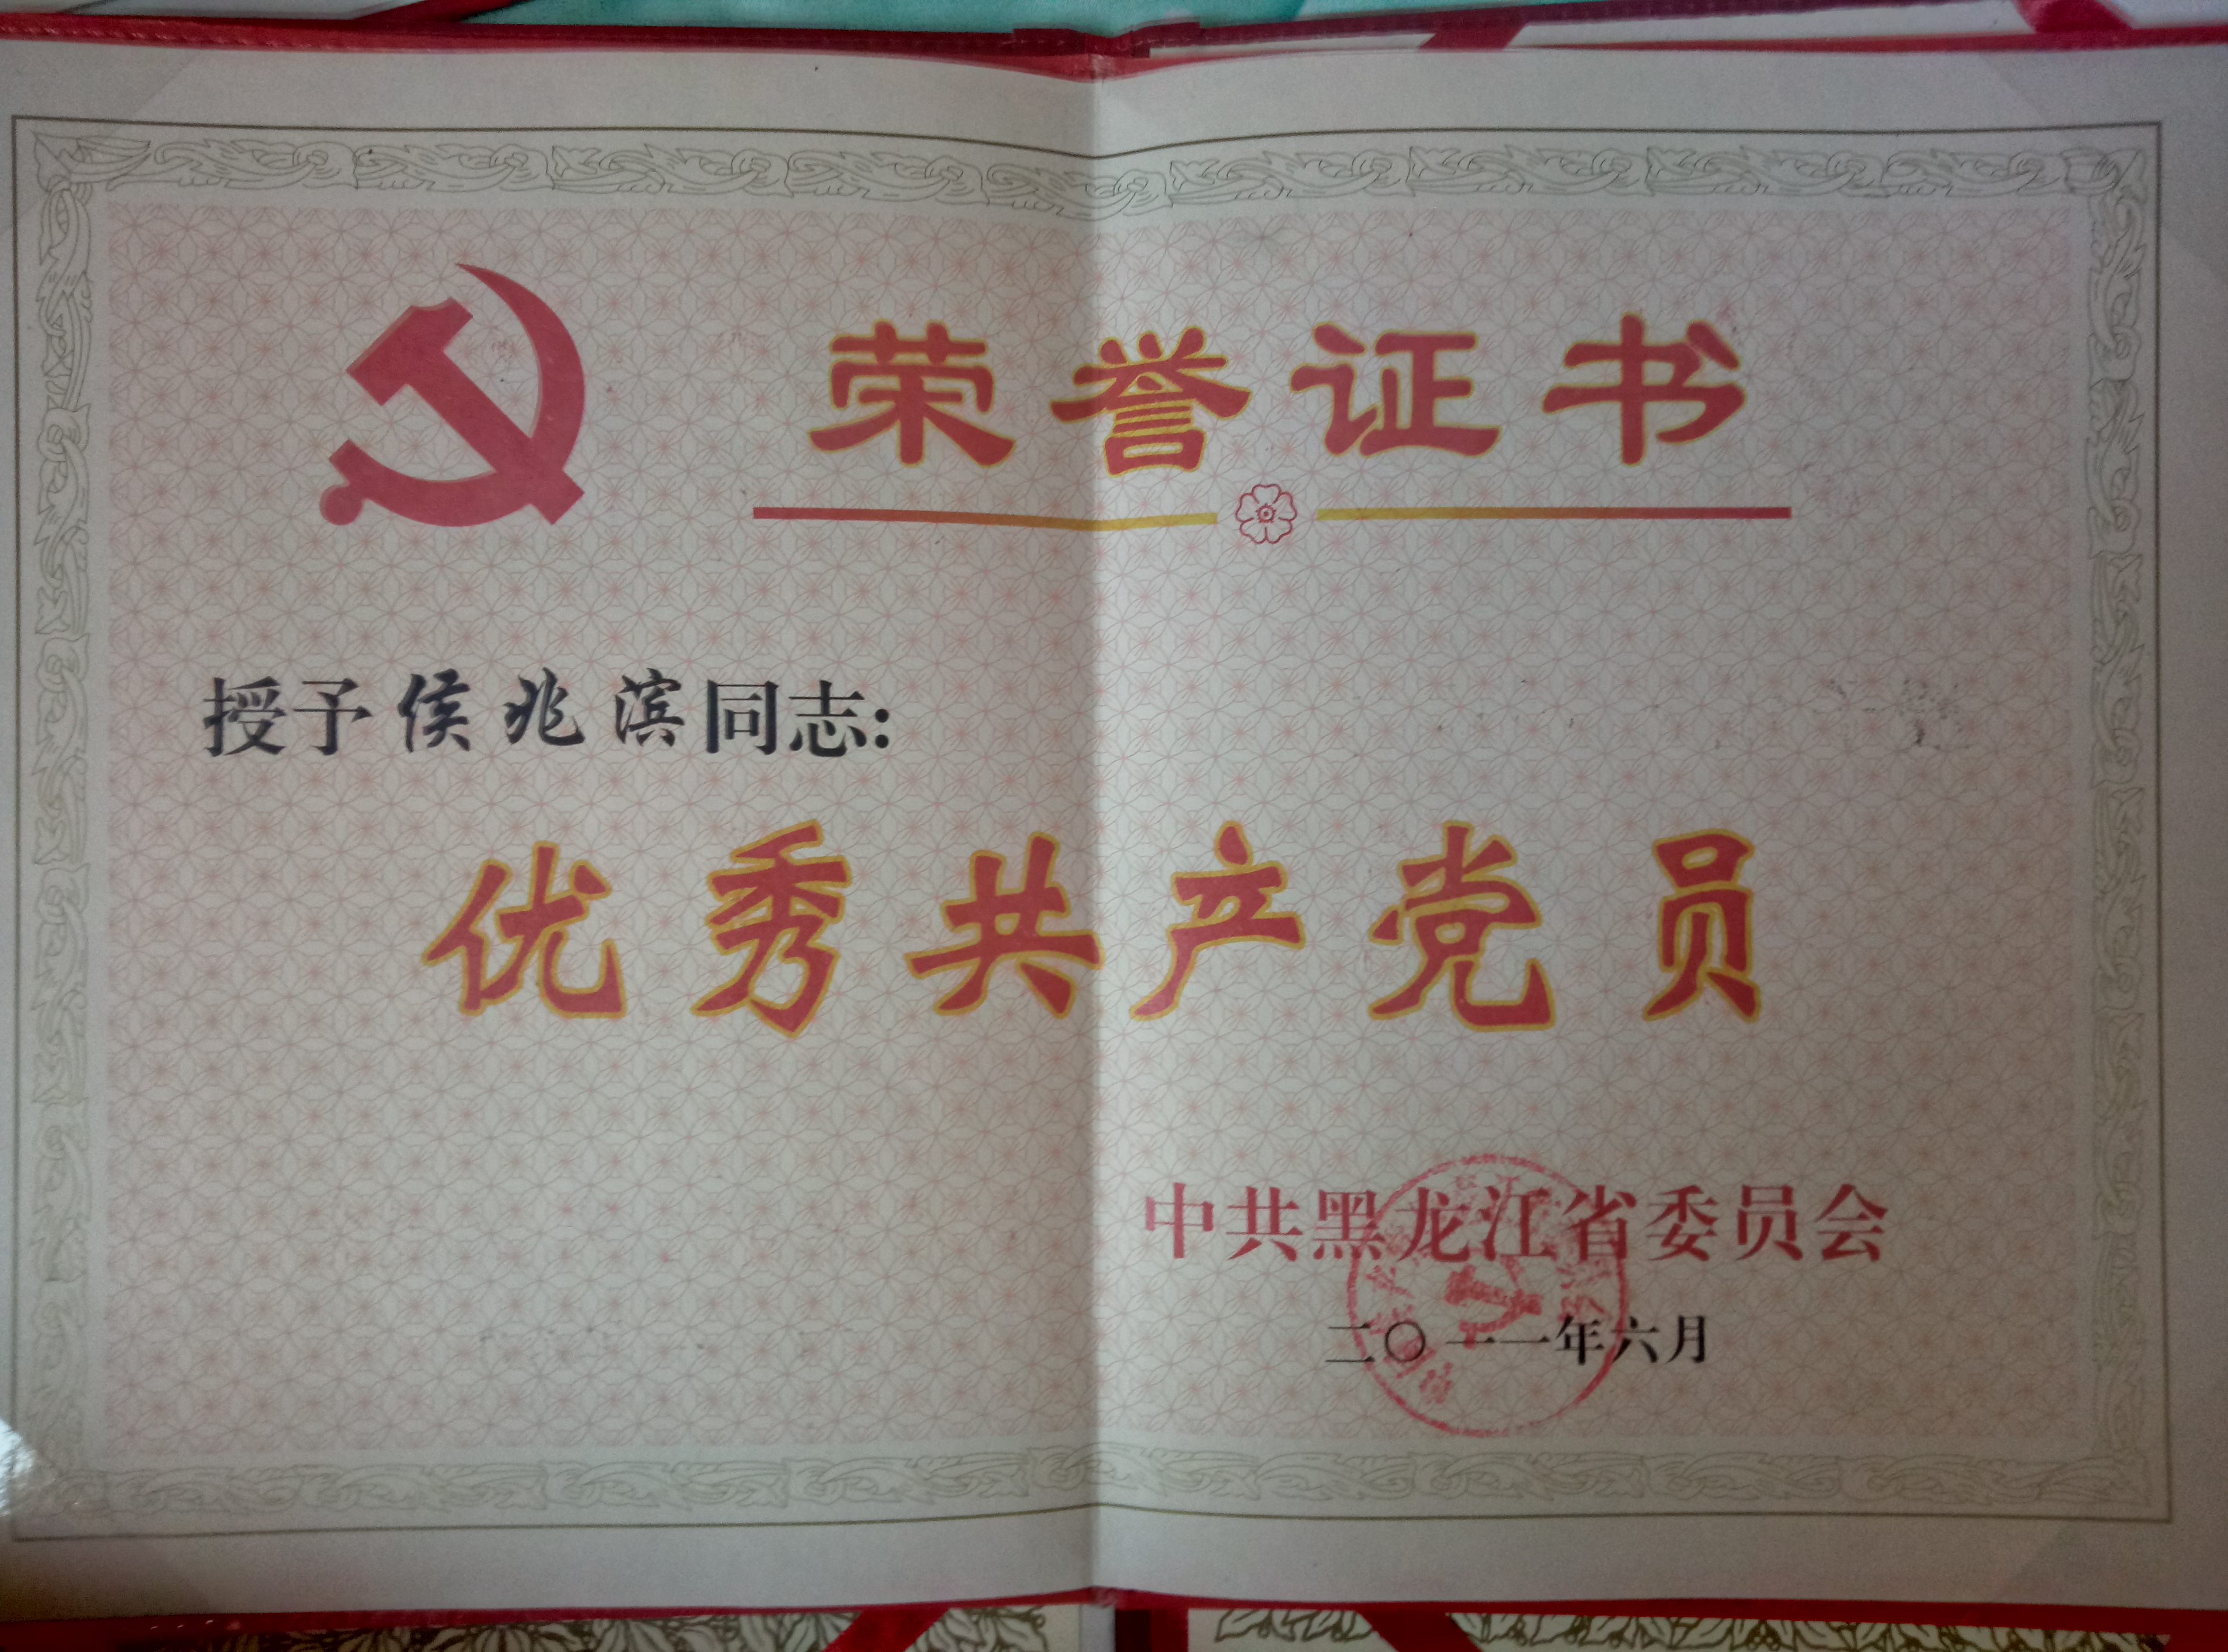 荣誉证书
授予侯兆滨同志:
优秀共产党员
中共黑龙江省委员会
二〇一一年六月